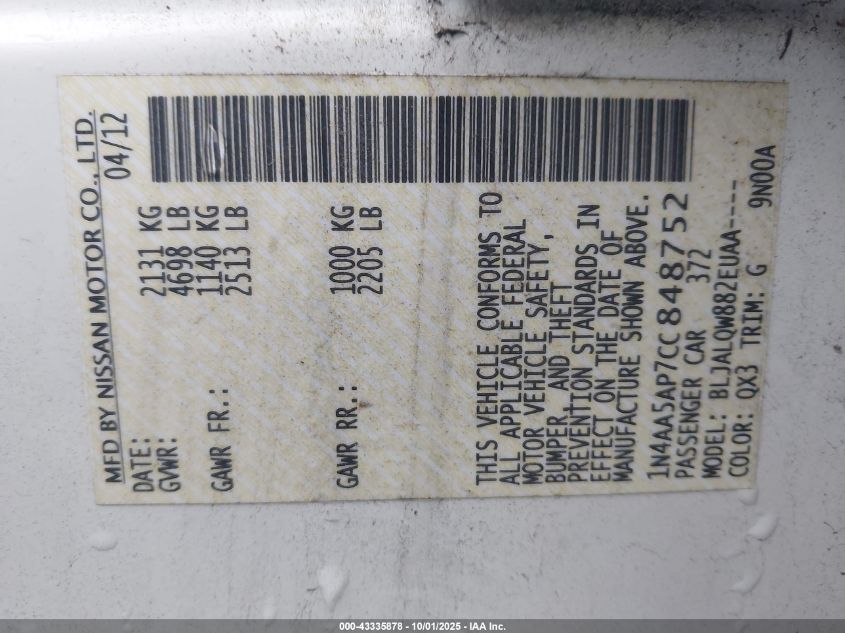 MFD BY NISSAN MOTOR CO., LTD.
DATE: 04/12
GVWR: 2131 KG
4698 LB
GAWR FR.: 1140 KG
2513 LB
GAWR RR.: 1000 KG
2205 LB
THIS VEHICLE CONFORMS TO
ALL APPLICABLE FEDERAL
MOTOR VEHICLE SAFETY,
BUMPER, AND THEFT
PREVENTION STANDARDS IN
EFFECT ON THE DATE OF
MANUFACTURE SHOWN ABOVE.
1N4AA5AP7CC848752
PASSENGER CAR 372
MODEL: BLJALQW882EUAA----
COLOR: QX3 TRIM: G 9N00A
000-43335878 - 10/01/2025 - IAA Inc.